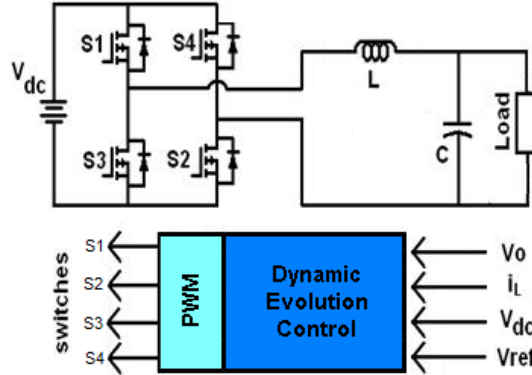 S1
S4
Vdc
L
S3
S2
C
Load
switches
S1
S2
S3
S4
PWM
Dynamic
Evolution
Control
Vo
iL
Vdc
Vref